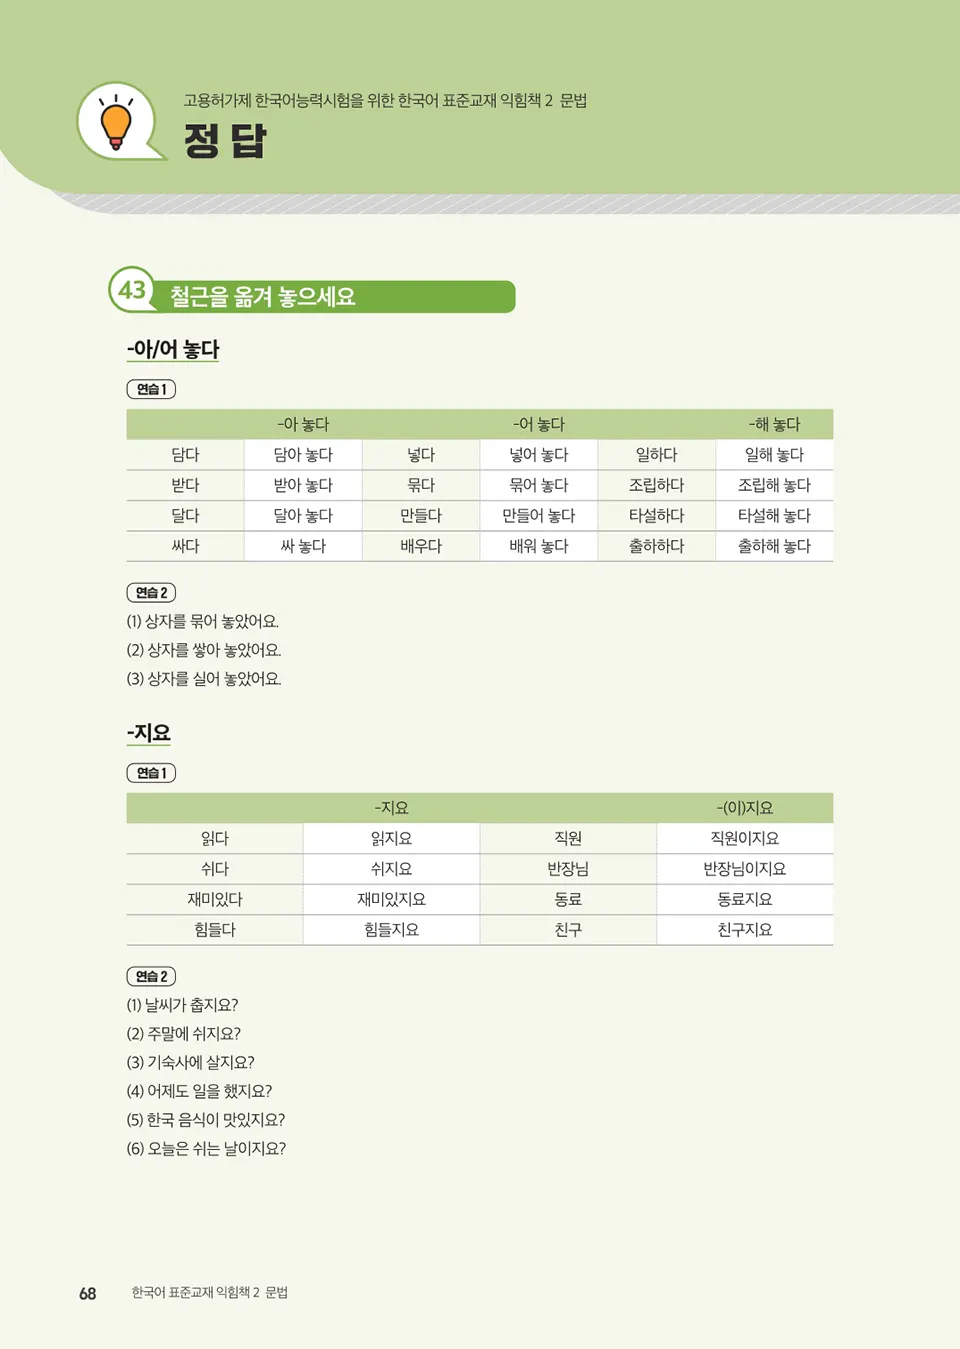 고용허가제 한국어능력시험을 위한 한국어 표준교재 익힘책 2 문법
정답
43 철근을 옮겨 놓으세요
-아/어 놓다
연습 1
-아 놓다 -어 놓다 -해 놓다
담다 담아 놓다 넣다 넣어 놓다 일하다 일해 놓다
받다 받아 놓다 묶다 묶어 놓다 조립하다 조립해 놓다
달다 달아 놓다 만들다 만들어 놓다 타설하다 타설해 놓다
싸다 싸 놓다 배우다 배워 놓다 출하하다 출하해 놓다
연습 2
(1) 상자를 묶어 놓았어요.
(2) 상자를 쌓아 놓았어요.
(3) 상자를 실어 놓았어요.
-지요
연습 1
-지요 -(이)지요
읽다 읽지요 직원 직원이지요
쉬다 쉬지요 반장님 반장님이지요
재미있다 재미있지요 동료 동료지요
힘들다 힘들지요 친구 친구지요
연습 2
(1) 날씨가 춥지요?
(2) 주말에 쉬지요?
(3) 기숙사에 살지요?
(4) 어제도 일을 했지요?
(5) 한국 음식이 맛있지요?
(6) 오늘은 쉬는 날이지요?
68 한국어 표준교재 익힘책 2 문법